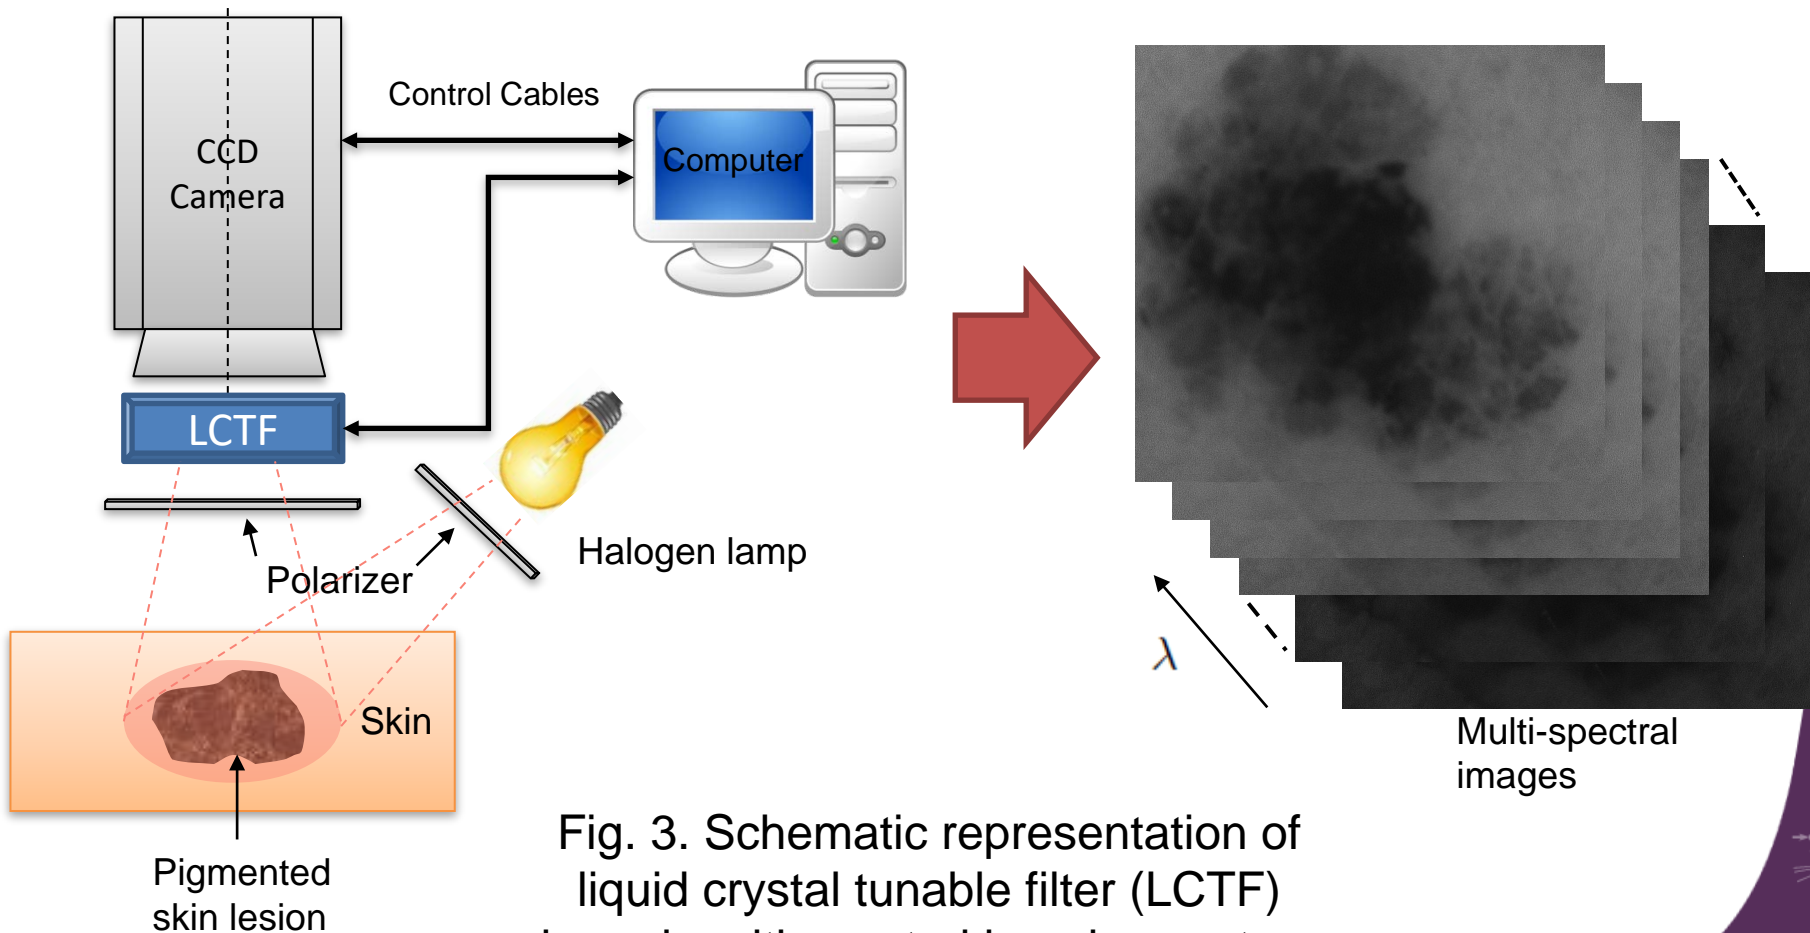 Control Cables
CCD
Camera
Computer
LCTF
Halogen lamp
Polarizer
Skin
λ
Multi-spectral
images
Pigmented
skin lesion
Fig. 3. Schematic representation of
liquid crystal tunable filter (LCTF)